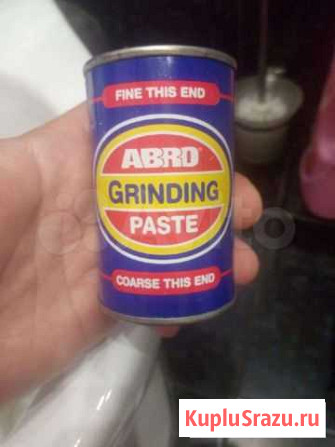 FINE THIS END
ABRO
GRINDING
PASTE
COARSE THIS END
KupluSrazu.ru